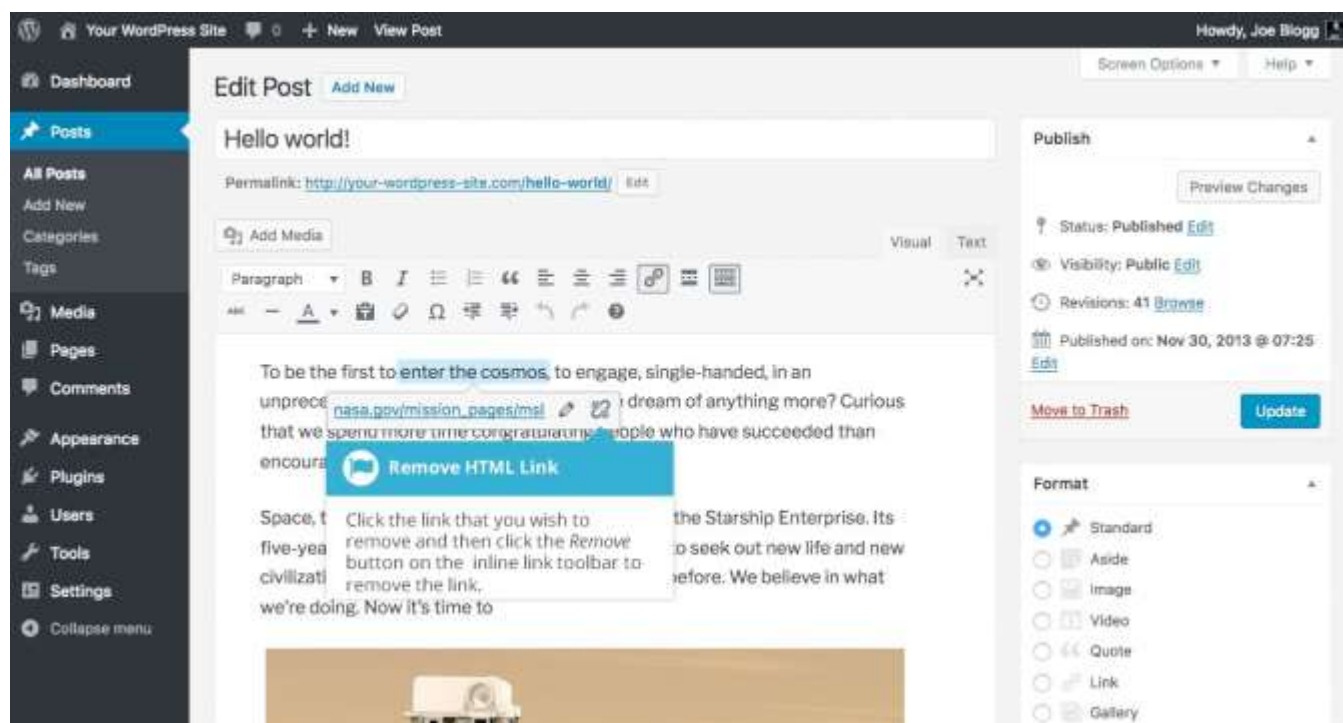 Your WordPress Site 0 + New View Post Howdy, Joe Blogg
Screen Options Help
Dashboard
Posts
All Posts
Add New
Categories
Tags
Media
Pages
Comments
Appearance
Plugins
Users
Tools
Settings
Collapse menu
Edit Post Add New
Hello world!
Permalink: http://your-wordpress-site.com/hello-world/ Edit
Add Media Visual Text
Paragraph B I
ABC A Ω
To be the first to enter the cosmos, to engage, single-handed, in an
unprece nasa.gov/mission_pages/msl dream of anything more? Curious
that we spend more time congratulating people who have succeeded than
encoura
Remove HTML Link
Click the link that you wish to
remove and then click the Remove
button on the inline link toolbar to
remove the link.
Space, t the Starship Enterprise. Its
five-yea o seek out new life and new
civilizati before. We believe in what
we're doing. Now it's time to
Publish
Preview Changes
Status: Published Edit
Visibility: Public Edit
Revisions: 41 Browse
Published on: Nov 30, 2013 @ 07:25
Edit
Move to Trash Update
Format
Standard
Aside
Image
Video
Quote
Link
Gallery